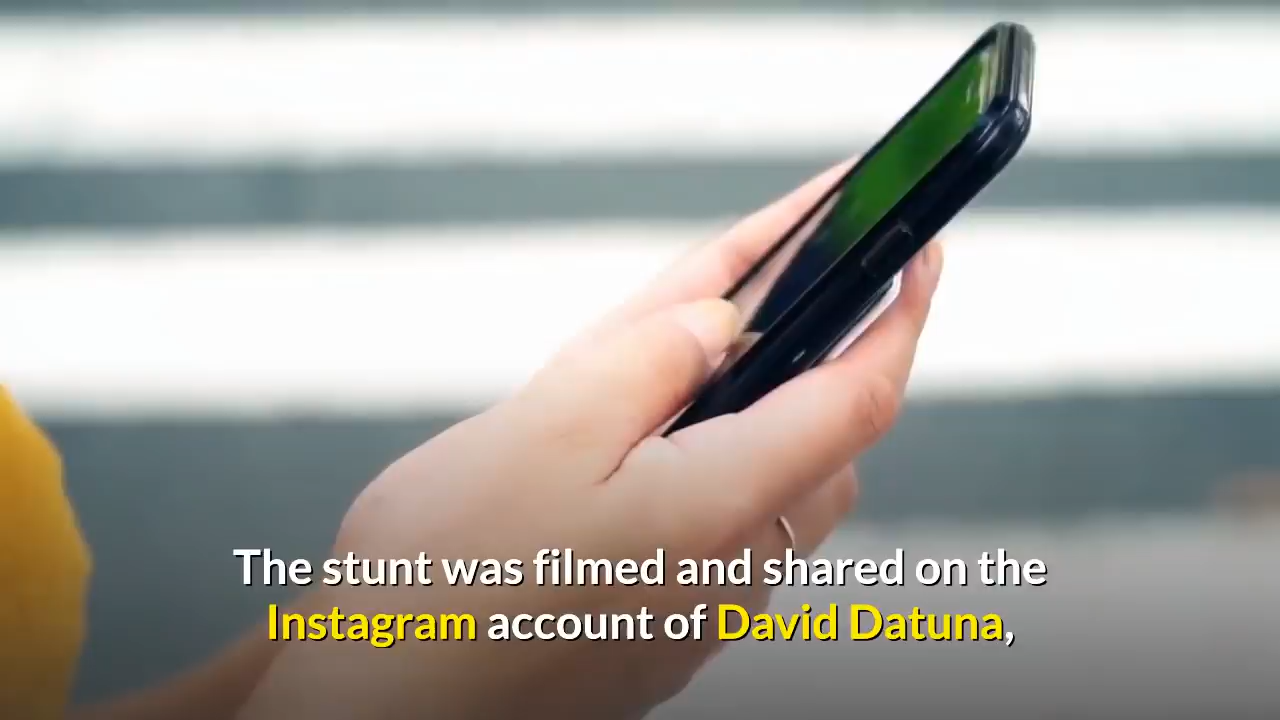 The stunt was filmed and shared on the
Instagram account of David Datuna,